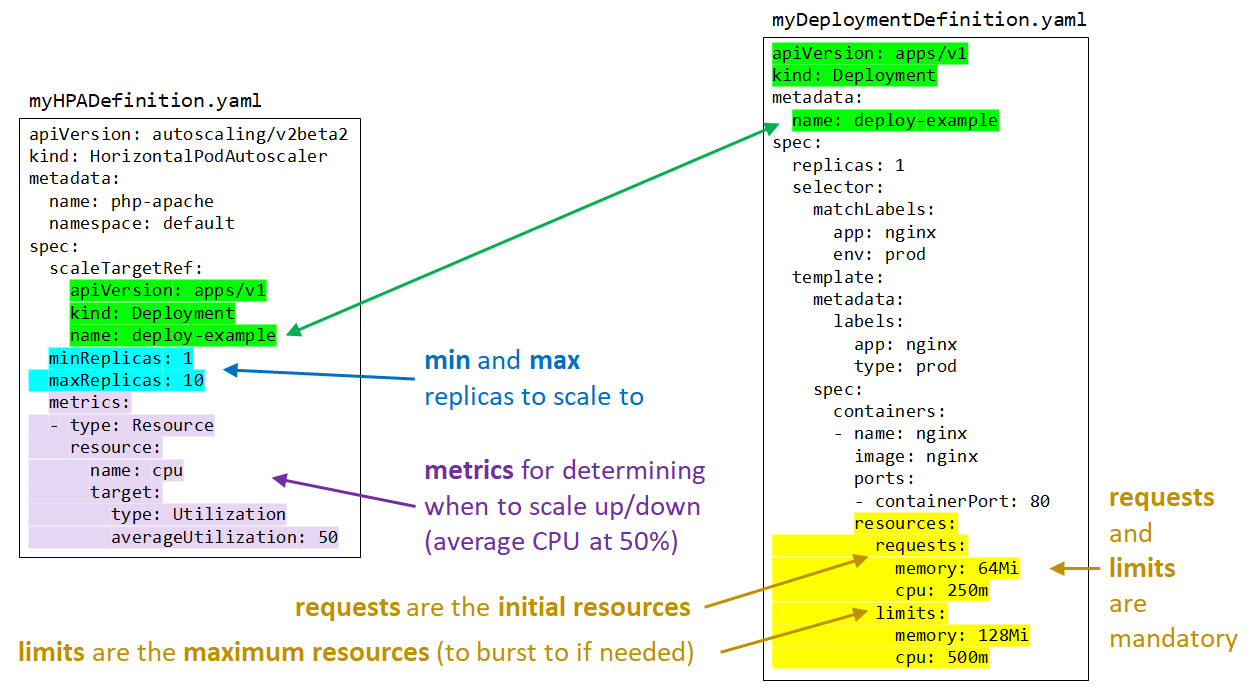 myHPADefinition.yaml
apiVersion: autoscaling/v2beta2
kind: HorizontalPodAutoscaler
metadata:
  name: php-apache
  namespace: default
spec:
  scaleTargetRef:
    apiVersion: apps/v1
    kind: Deployment
    name: deploy-example
  minReplicas: 1
  maxReplicas: 10
  metrics:
  - type: Resource
    resource:
      name: cpu
      target:
        type: Utilization
        averageUtilization: 50
min and max
replicas to scale to
metrics for determining
when to scale up/down
(average CPU at 50%)
requests are the initial resources
limits are the maximum resources (to burst to if needed)
myDeploymentDefinition.yaml
apiVersion: apps/v1
kind: Deployment
metadata:
  name: deploy-example
spec:
  replicas: 1
  selector:
    matchLabels:
      app: nginx
      env: prod
  template:
    metadata:
      labels:
        app: nginx
        type: prod
    spec:
      containers:
      - name: nginx
        image: nginx
        ports:
        - containerPort: 80
        resources:
          requests:
            memory: 64Mi
            cpu: 250m
          limits:
            memory: 128Mi
            cpu: 500m
requests
and
limits
are
mandatory